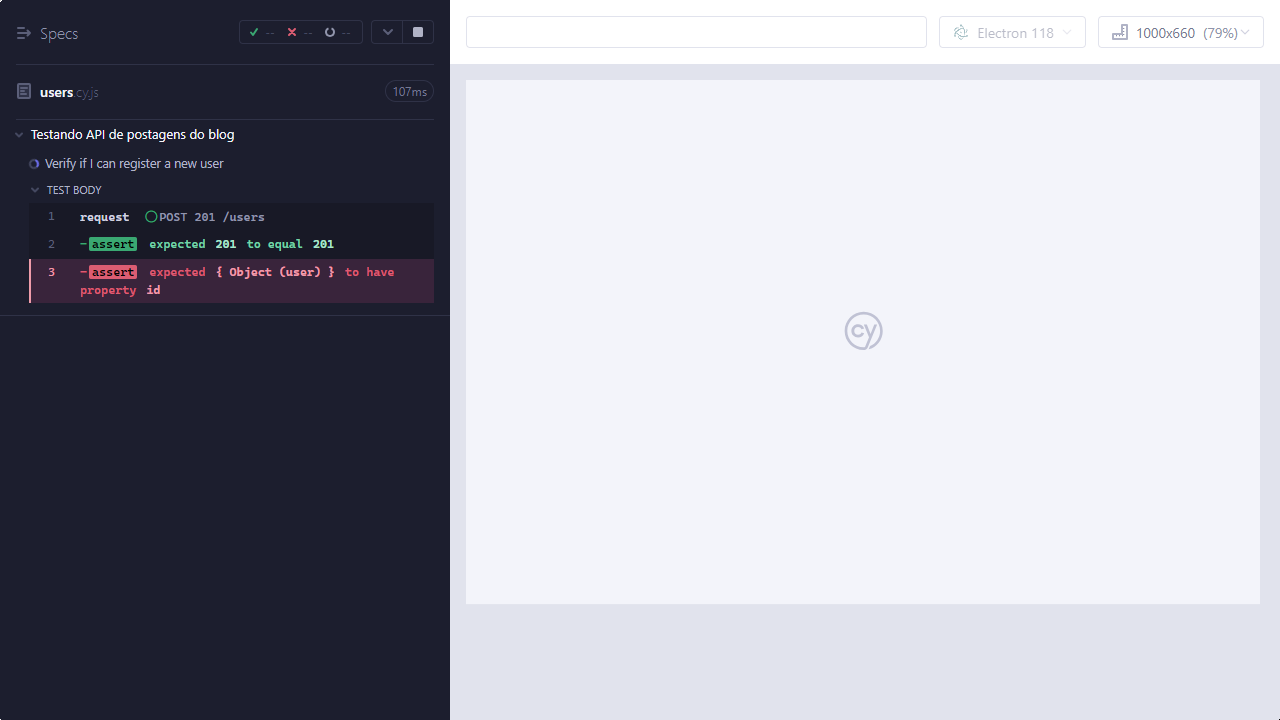 Specs
-- -- --
users.cy.js
107ms
Testando API de postagens do blog
Verify if I can register a new user
TEST BODY
1 request POST 201 /users
2 -assert expected 201 to equal 201
3 -assert expected { Object (user) } to have
property id
Electron 118
1000x660 (79%)
cy